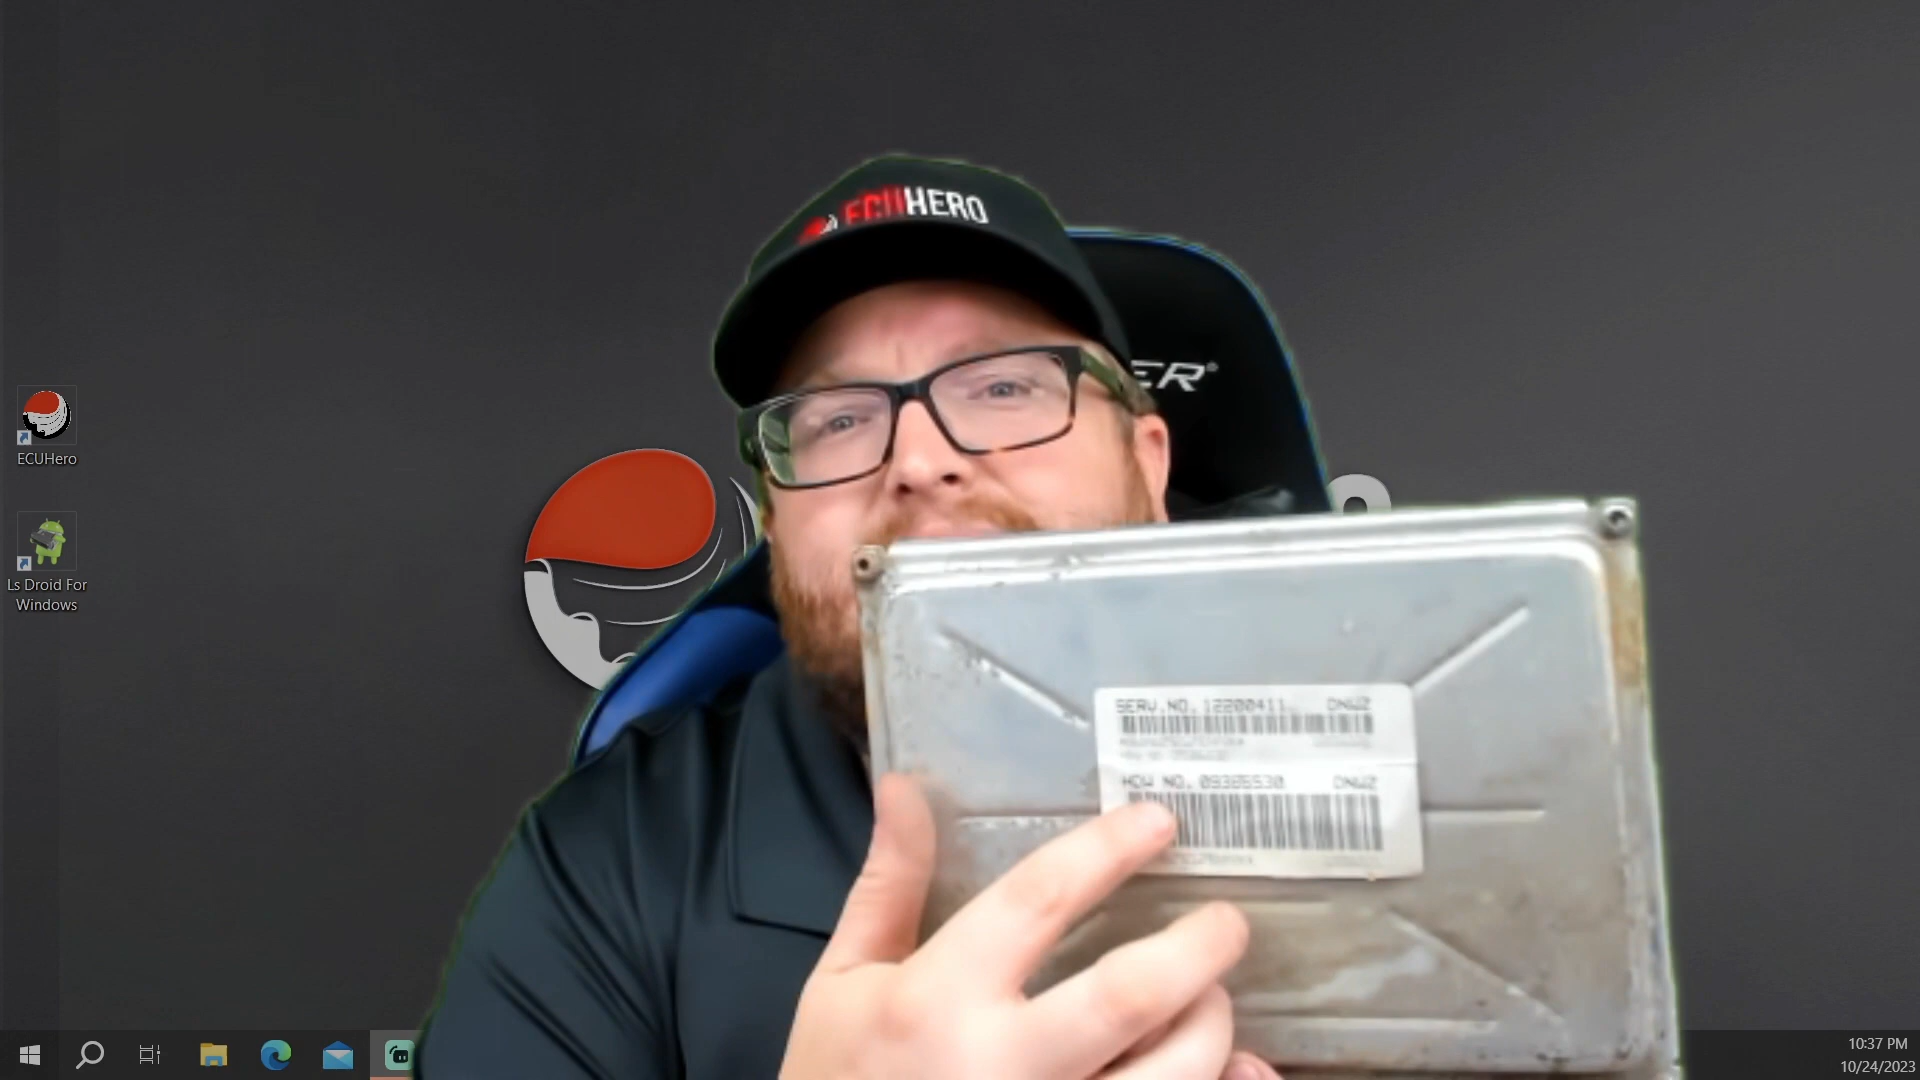 ECUHERO
ER®
ECUHero
Ls Droid For
Windows
SERV.NO. 12200411 DNWZ
HDW NO. 09386530 DNWZ
10:37 PM
10/24/2023